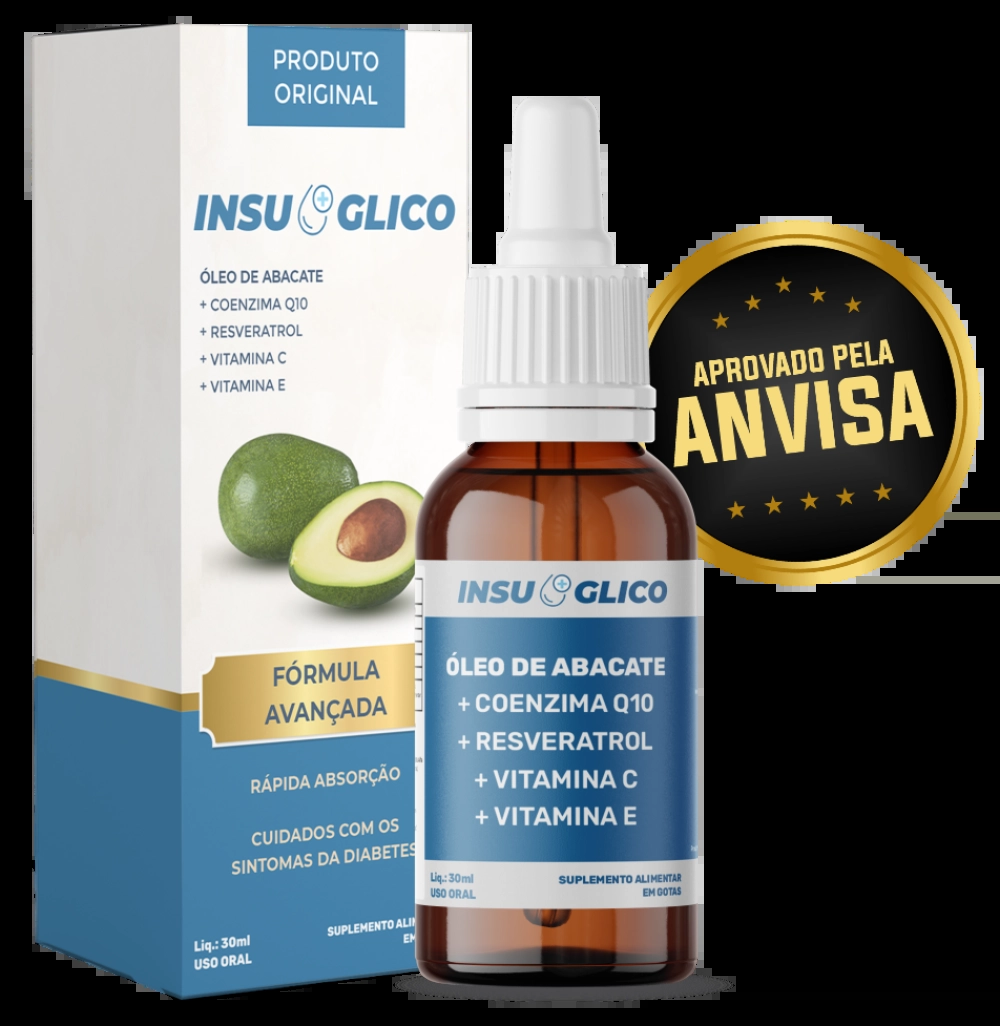 PRODUTO
ORIGINAL
INSU GLICO
ÓLEO DE ABACATE
+ COENZIMA Q10
+ RESVERATROL
+ VITAMINA C
+ VITAMINA E
FÓRMULA
AVANÇADA
RÁPIDA ABSORÇÃO
CUIDADOS COM OS
SINTOMAS DA DIABETES
Liq.: 30ml
USO ORAL
SUPLEMENTO
INSU GLICO
ÓLEO DE ABACATE
+ COENZIMA Q10
+ RESVERATROL
+ VITAMINA C
+ VITAMINA E
Liq.: 30ml
USO ORAL
SUPLEMENTO ALIMENTAR
EM GOTAS
APROVADO PELA
ANVISA